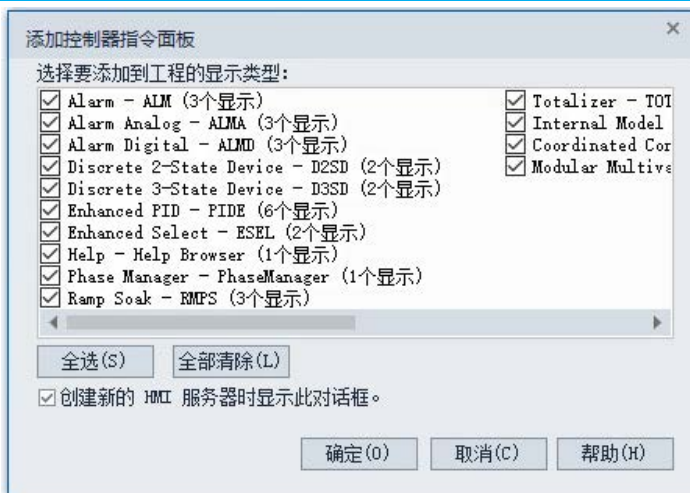 添加控制器指令面板
选择要添加到工程的显示类型:
Alarm - ALM (3个显示)
Alarm Analog - ALMA (3个显示)
Alarm Digital - ALMD (3个显示)
Discrete 2-State Device - D2SD (2个显示)
Discrete 3-State Device - D3SD (2个显示)
Enhanced PID - PIDE (6个显示)
Enhanced Select - ESEL (2个显示)
Help - Help Browser (1个显示)
Phase Manager - PhaseManager (1个显示)
Ramp Soak - RMPS (3个显示)
Totalizer - TOT
Internal Model
Coordinated Cor
Modular Multiva
全选(S) 全部清除(L)
创建新的 HMI 服务器时显示此对话框。
确定(O) 取消(C) 帮助(H)